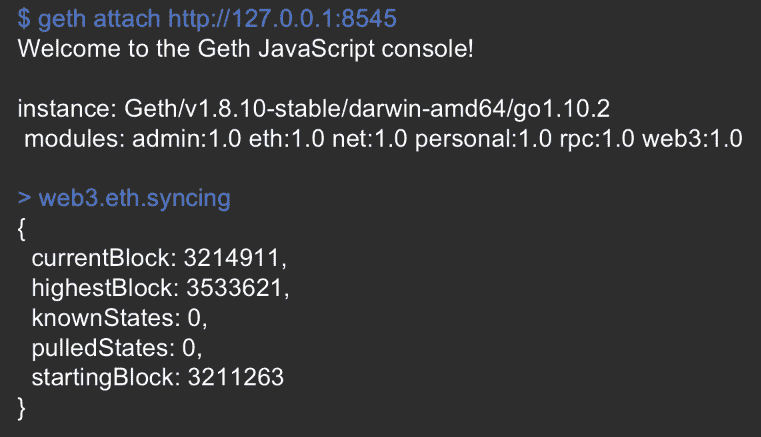 $ geth attach http://127.0.0.1:8545
Welcome to the Geth JavaScript console!
instance: Geth/v1.8.10-stable/darwin-amd64/go1.10.2
modules: admin:1.0 eth:1.0 net:1.0 personal:1.0 rpc:1.0 web3:1.0
> web3.eth.syncing
{
currentBlock: 3214911,
highestBlock: 3533621,
knownStates: 0,
pulledStates: 0,
startingBlock: 3211263
}